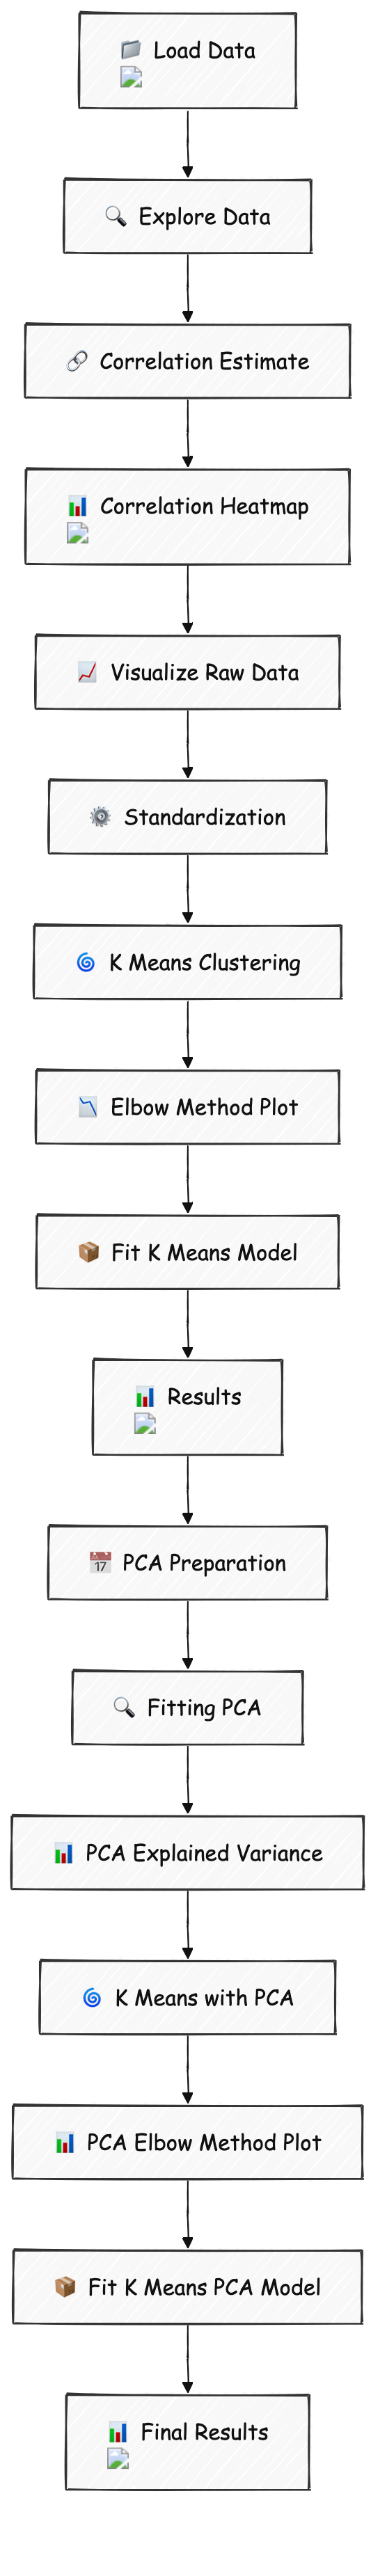 Load Data
Explore Data
Correlation Estimate
Correlation Heatmap
Visualize Raw Data
Standardization
K Means Clustering
Elbow Method Plot
Fit K Means Model
Results
PCA Preparation
Fitting PCA
PCA Explained Variance
K Means with PCA
PCA Elbow Method Plot
Fit K Means PCA Model
Final Results